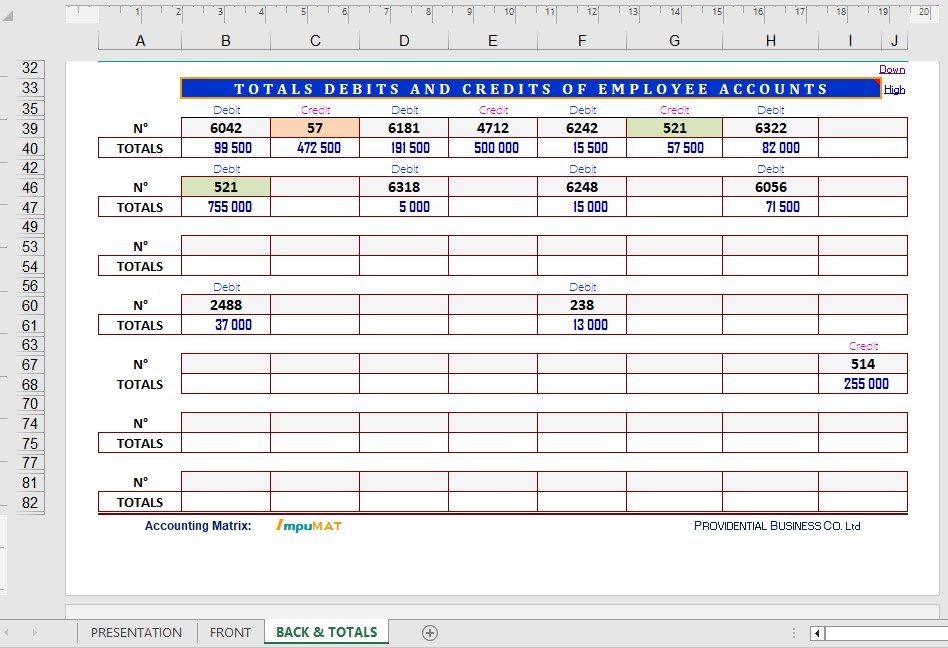 1 2 3 4 5 6 7 8 9 10 11 12 13 14 15 16 17 18 19 20
A B C D E F G H I J
32 Down
33 TOTALS DEBITS AND CREDITS OF EMPLOYEE ACCOUNTS High
35 Debit Credit Debit Credit Debit Credit Debit
39 N° 6042 57 6181 4712 6242 521 6322
40 TOTALS 99 500 472 500 191 500 500 000 15 500 57 500 82 000
42 Debit Debit Debit Debit
46 N° 521 6318 6248 6056
47 TOTALS 755 000 5 000 15 000 71 500
49
53 N°
54 TOTALS
56 Debit Debit
60 N° 2488 238
61 TOTALS 37 000 13 000
63 Credit
67 N° 514
68 TOTALS 255 000
70
74 N°
75 TOTALS
77
81 N°
82 TOTALS
Accounting Matrix: ImpuMAT PROVIDENTIAL BUSINESS CO. Ltd
PRESENTATION FRONT BACK & TOTALS